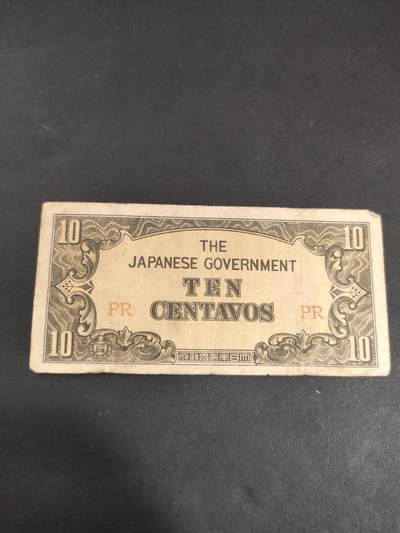 10 10
THE
JAPANESE GOVERNMENT
TEN
PR PR
CENTAVOS
10 10